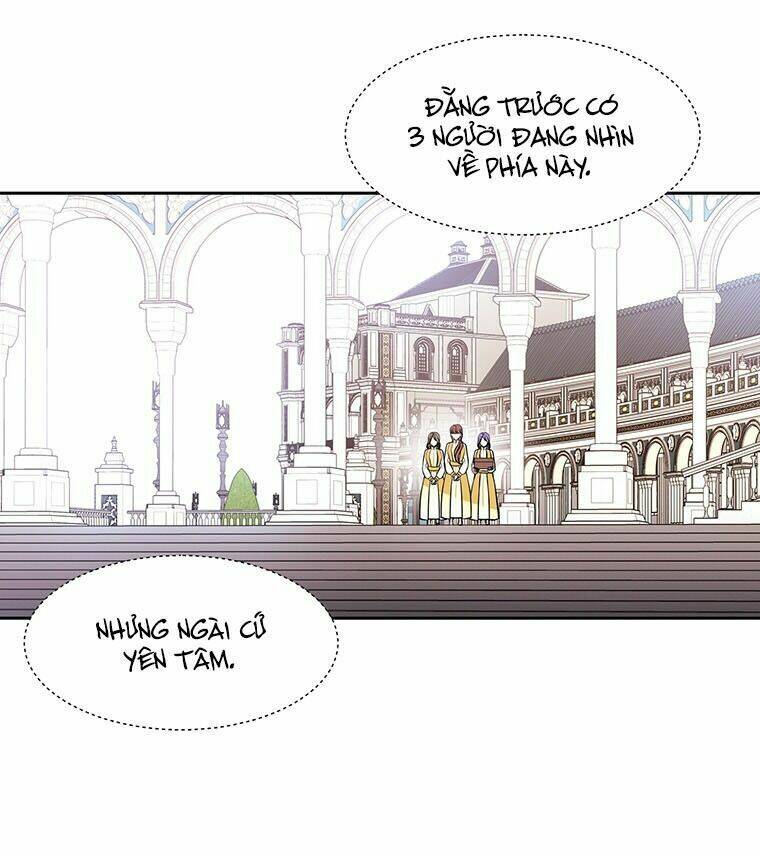 ĐẰNG TRƯỚC CÓ
3 NGƯỜI ĐANG NHÌN
VỀ PHÍA NÀY.
NHƯNG NGÀI CỨ
YÊN TÂM.